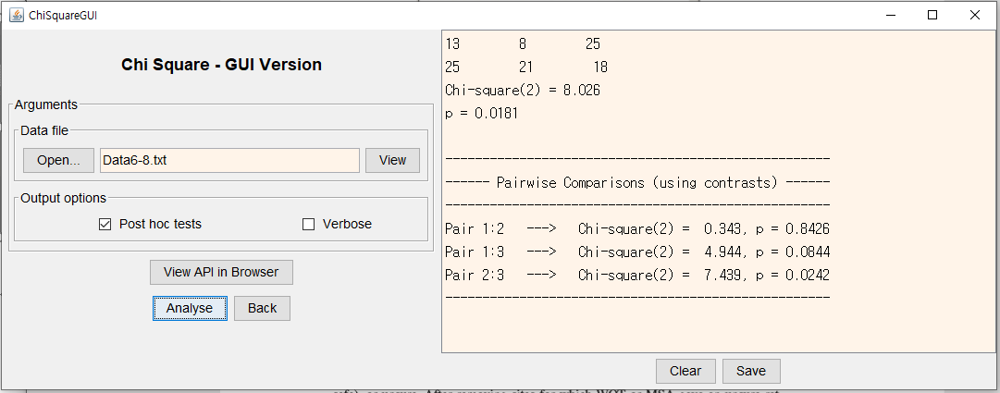 ChiSquareGUI
Chi Square - GUI Version
Arguments
Data file
Open... Data6-8.txt View
Output options
Post hoc tests Verbose
View API in Browser
Analyse Back
13 8 25
25 21 18
Chi-square(2) = 8.026
p = 0.0181
----------------------------------------------------
------ Pairwise Comparisons (using contrasts) ------
----------------------------------------------------
Pair 1:2 ---> Chi-square(2) = 0.343, p = 0.8426
Pair 1:3 ---> Chi-square(2) = 4.944, p = 0.0844
Pair 2:3 ---> Chi-square(2) = 7.439, p = 0.0242
----------------------------------------------------
Clear Save